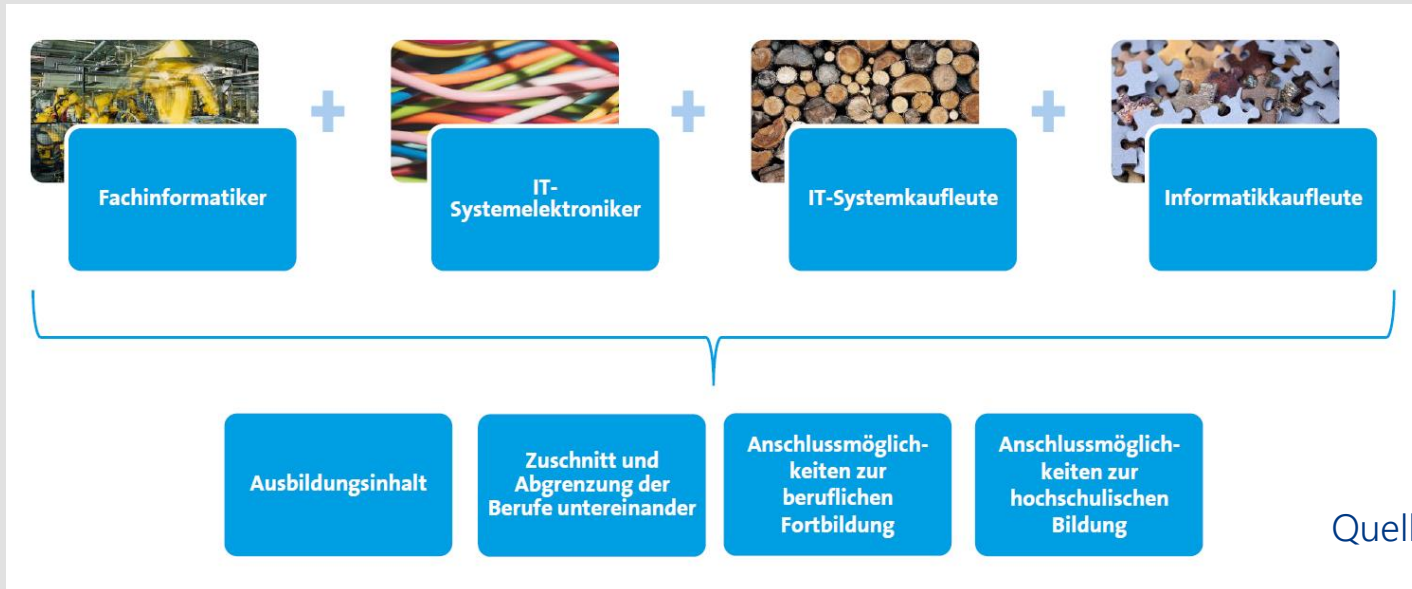 Fachinformatiker
IT-
Systemelektroniker
IT-Systemkaufleute
Informatikkaufleute
Ausbildungsinhalt
Zuschnitt und
Abgrenzung der
Berufe untereinander
Anschlussmöglich-
keiten zur
beruflichen
Fortbildung
Anschlussmöglich-
keiten zur
hochschulischen
Bildung
Quell